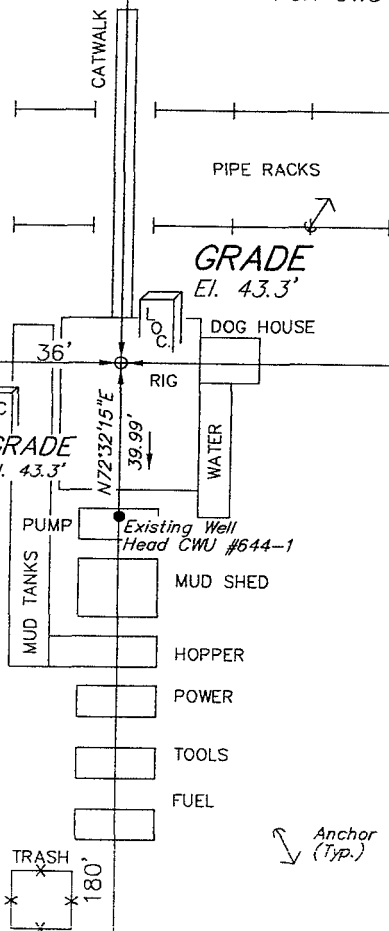 CATWALK
PIPE RACKS
GRADE
El. 43.3'
L
O
C.
DOG HOUSE
36'
RIG
C
GRADE
43.3'
N72°32'15"E
39.99'
WATER
PUMP
Existing Well
Head CWU #644-1
MUD TANKS
MUD SHED
HOPPER
POWER
TOOLS
FUEL
Anchor
(Typ.)
TRASH
180'